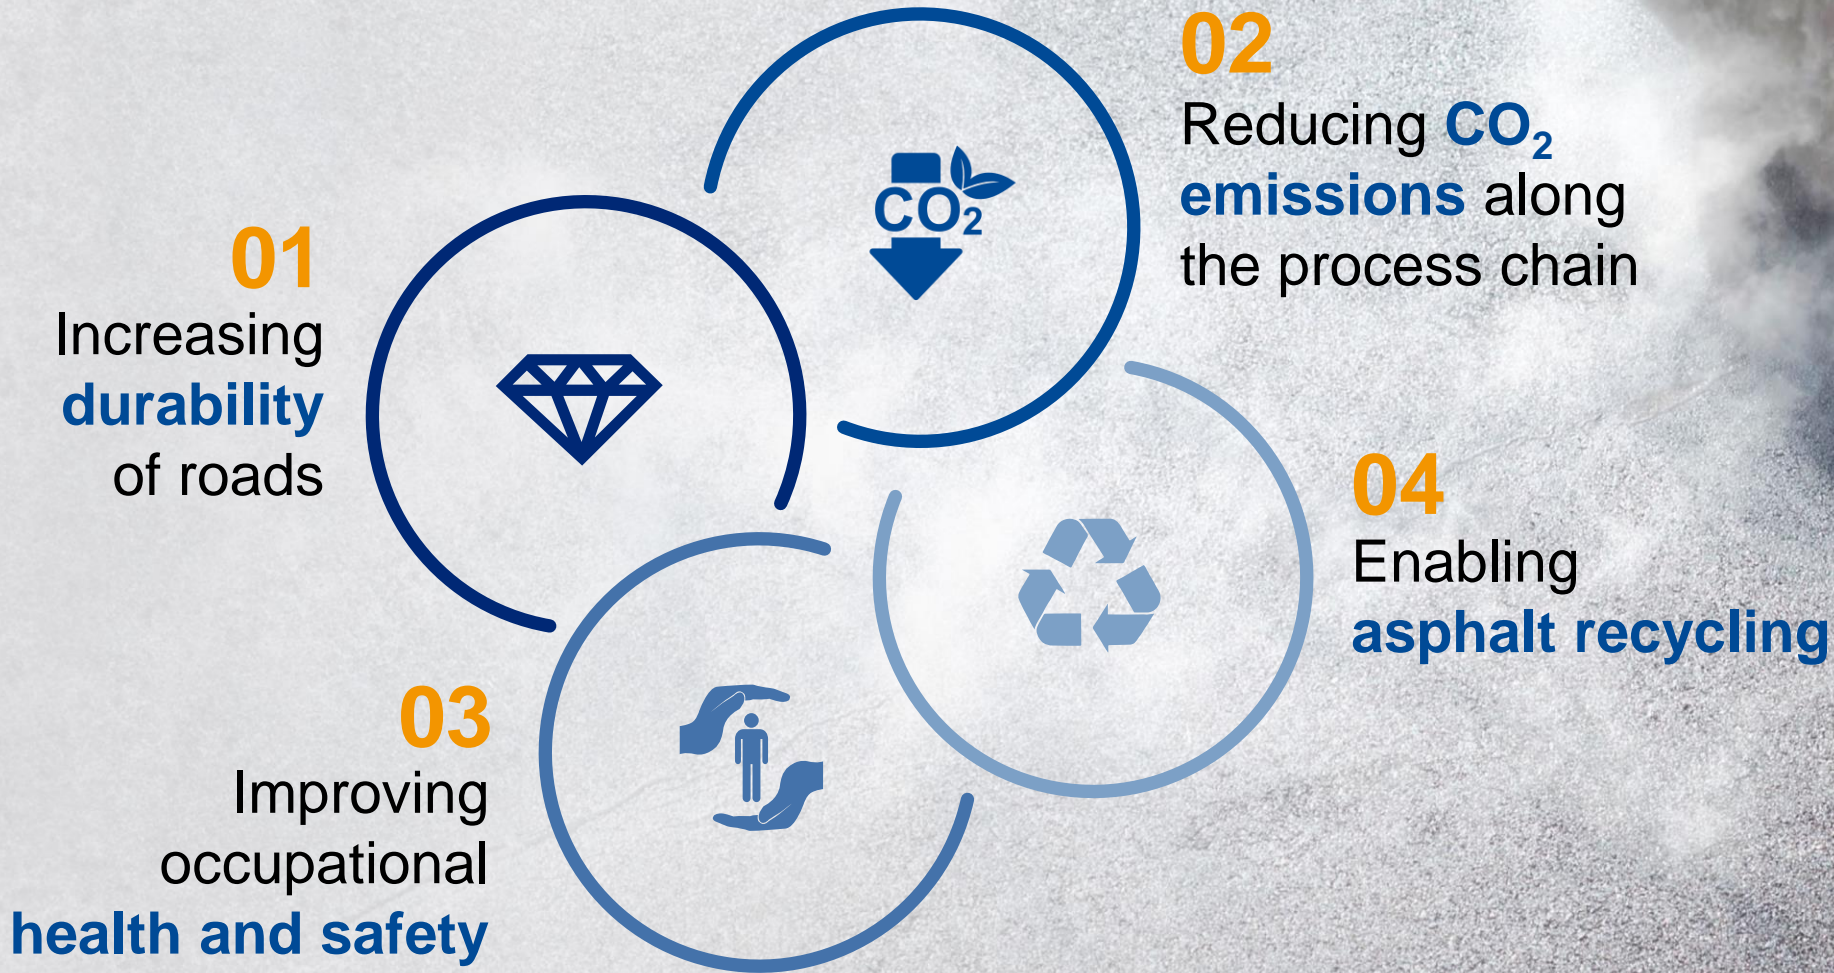 01
Increasing
durability
of roads
02
Reducing CO₂
emissions along
the process chain
CO₂
03
Improving
occupational
health and safety
04
Enabling
asphalt recycling